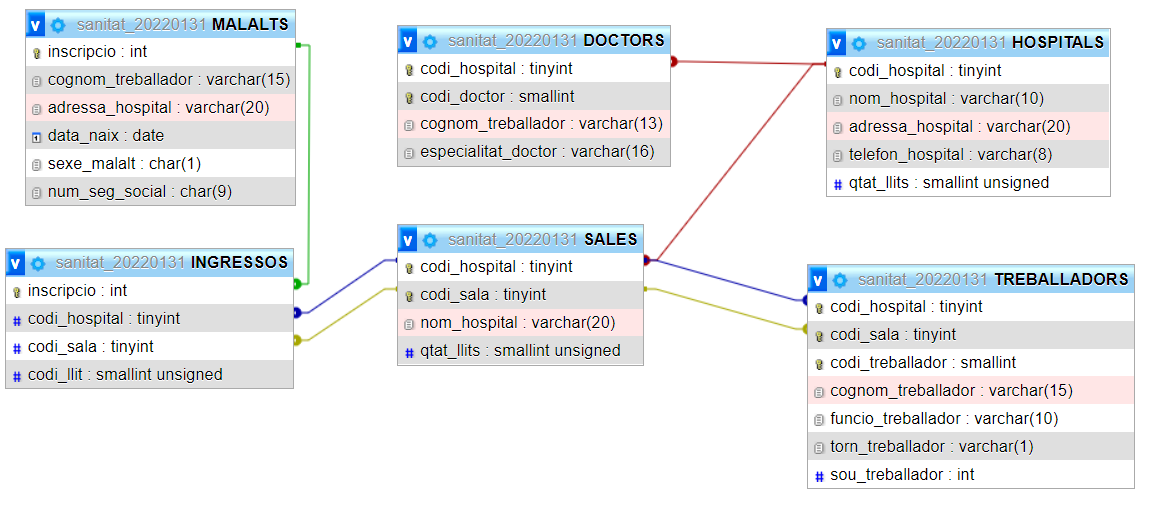 v sanitat_20220131 MALALTS
inscripcio : int
cognom_treballador : varchar(15)
adressa_hospital : varchar(20)
data_naix : date
sexe_malalt : char(1)
num_seg_social : char(9)
v sanitat_20220131 DOCTORS
codi_hospital : tinyint
codi_doctor : smallint
cognom_treballador : varchar(13)
especialitat_doctor : varchar(16)
v sanitat_20220131 HOSPITALS
codi_hospital : tinyint
nom_hospital : varchar(10)
adressa_hospital : varchar(20)
telefon_hospital : varchar(8)
# qtat_llits : smallint unsigned
v sanitat_20220131 INGRESSOS
inscripcio : int
# codi_hospital : tinyint
# codi_sala : tinyint
# codi_llit : smallint unsigned
v sanitat_20220131 SALES
codi_hospital : tinyint
codi_sala : tinyint
nom_hospital : varchar(20)
# qtat_llits : smallint unsigned
v sanitat_20220131 TREBALLADORS
codi_hospital : tinyint
codi_sala : tinyint
codi_treballador : smallint
cognom_treballador : varchar(15)
funcio_treballador : varchar(10)
torn_treballador : varchar(1)
# sou_treballador : int